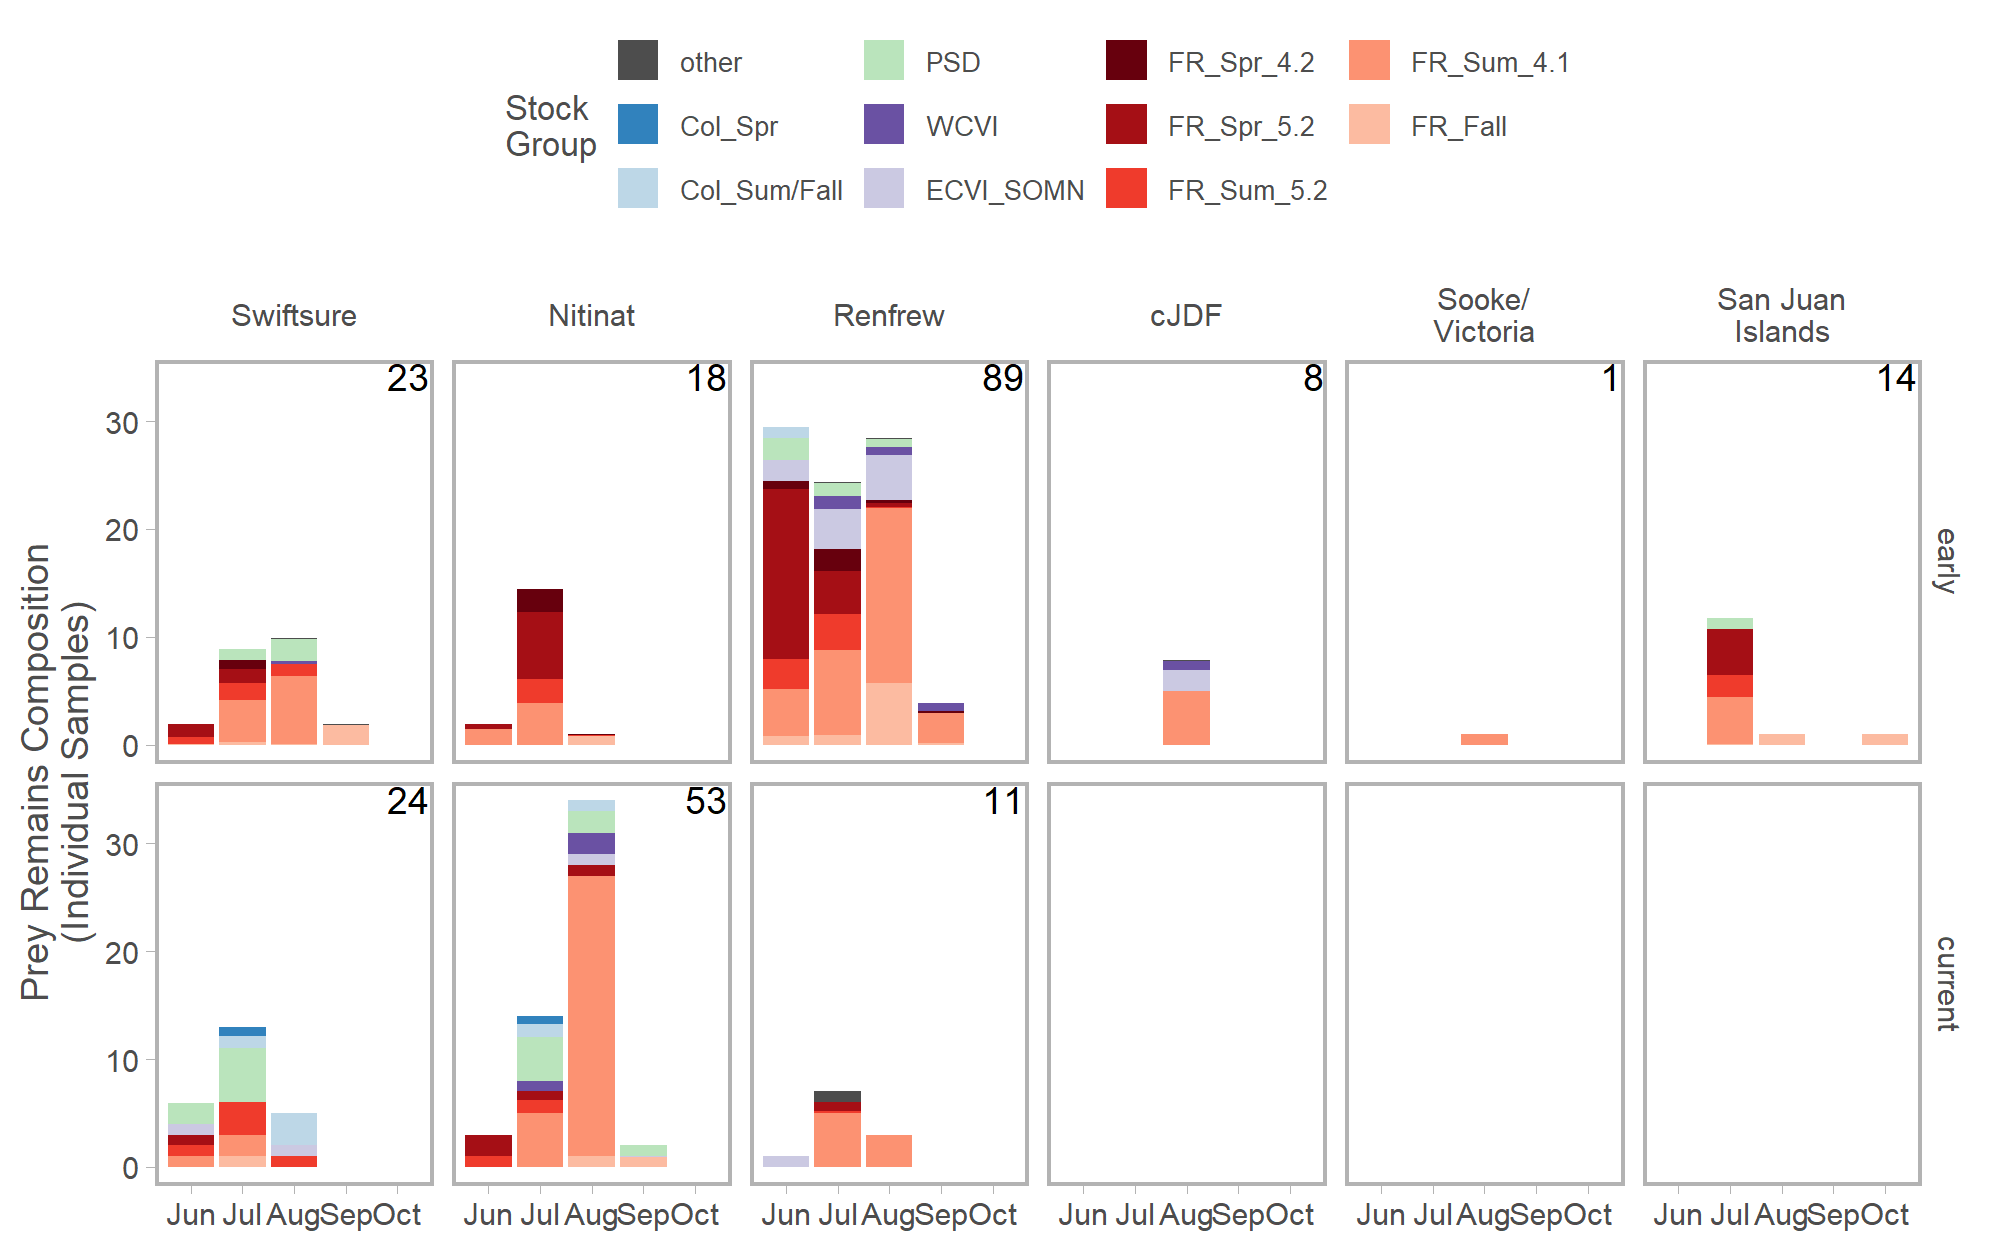 Stock
Group
other
PSD
FR_Spr_4.2
FR_Sum_4.1
Col_Spr
WCVI
FR_Spr_5.2
FR_Fall
Col_Sum/Fall
ECVI_SOMN
FR_Sum_5.2
Swiftsure
Nitinat
Renfrew
cJDF
Sooke/
Victoria
San Juan
Islands
23
18
89
8
1
14
30
20
10
0
early
24
53
11
30
20
10
0
current
Prey Remains Composition
(Individual Samples)
Jun Jul Aug Sep Oct
Jun Jul Aug Sep Oct
Jun Jul Aug Sep Oct
Jun Jul Aug Sep Oct
Jun Jul Aug Sep Oct
Jun Jul Aug Sep Oct